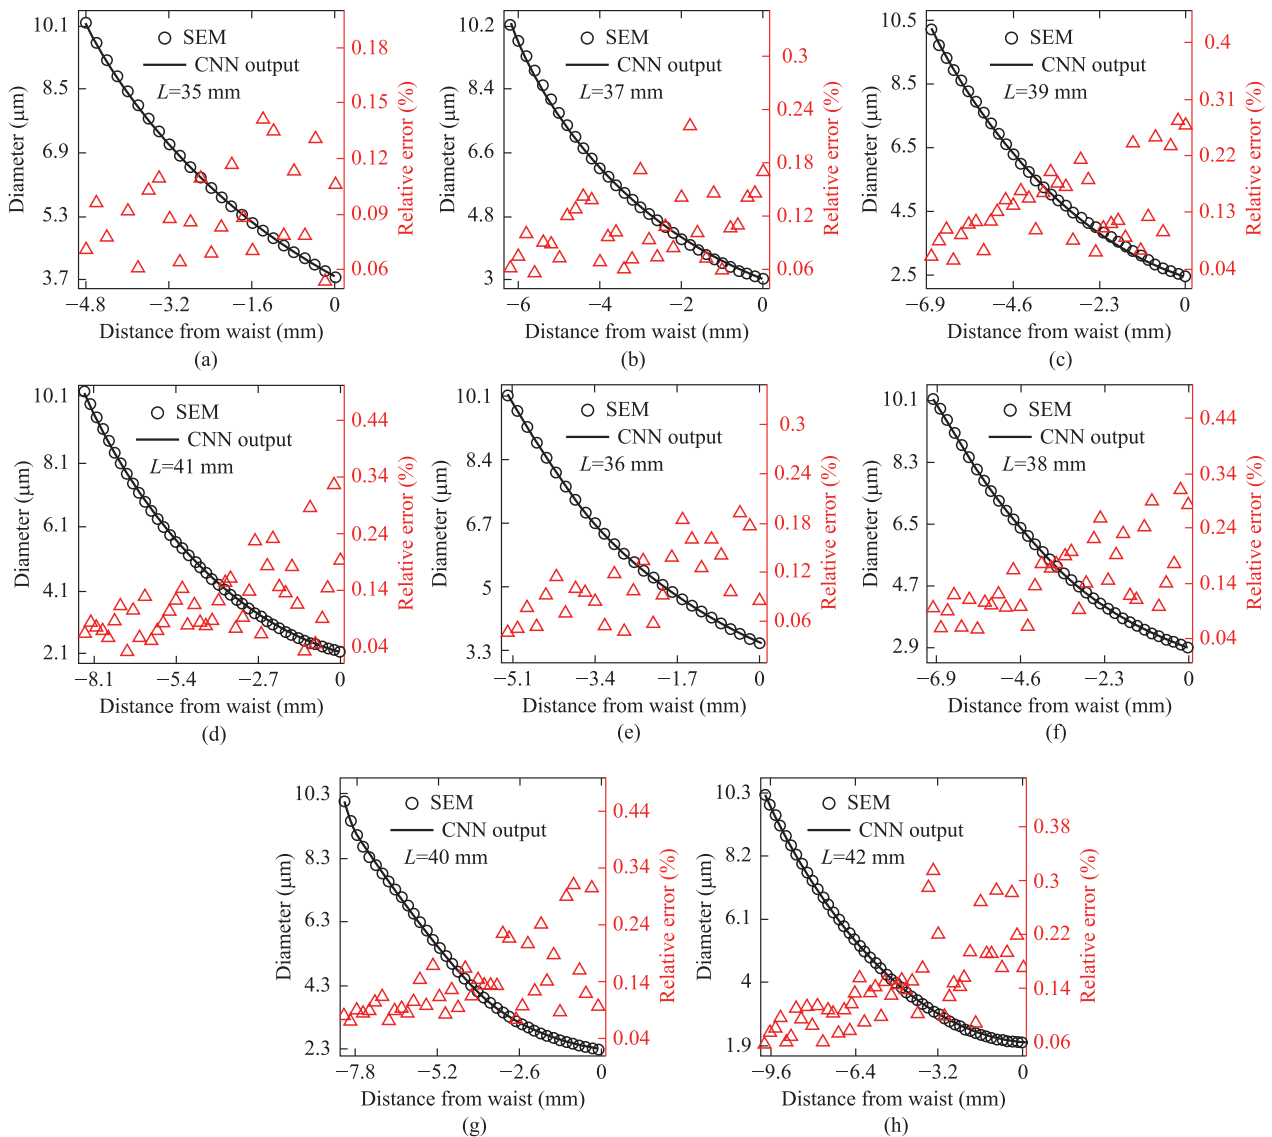 10.1
8.5
6.9
5.3
3.7
Diameter (μm)
SEM
CNN output
L=35 mm
0.18
0.15
0.12
0.09
0.06
Relative error (%)
−4.8 −3.2 −1.6 0
Distance from waist (mm)
(a)
10.2
8.4
6.6
4.8
3
Diameter (μm)
SEM
CNN output
L=37 mm
0.3
0.24
0.18
0.12
0.06
Relative error (%)
−6 −4 −2 0
Distance from waist (mm)
(b)
10.5
8.5
6.5
4.5
2.5
Diameter (μm)
SEM
CNN output
L=39 mm
0.4
0.31
0.22
0.13
0.04
Relative error (%)
−6.9 −4.6 −2.3 0
Distance from waist (mm)
(c)
10.1
8.1
6.1
4.1
2.1
Diameter (μm)
SEM
CNN output
L=41 mm
0.44
0.34
0.24
0.14
0.04
Relative error (%)
−8.1 −5.4 −2.7 0
Distance from waist (mm)
(d)
10.1
8.4
6.7
5
3.3
Diameter (μm)
SEM
CNN output
L=36 mm
0.3
0.24
0.18
0.12
0.06
Relative error (%)
−5.1 −3.4 −1.7 0
Distance from waist (mm)
(e)
10.1
8.3
6.5
4.7
2.9
Diameter (μm)
SEM
CNN output
L=38 mm
0.44
0.34
0.24
0.14
0.04
Relative error (%)
−6.9 −4.6 −2.3 0
Distance from waist (mm)
(f)
10.3
8.3
6.3
4.3
2.3
Diameter (μm)
SEM
CNN output
L=40 mm
0.44
0.34
0.24
0.14
0.04
Relative error (%)
−7.8 −5.2 −2.6 0
Distance from waist (mm)
(g)
10.3
8.2
6.1
4
1.9
Diameter (μm)
SEM
CNN output
L=42 mm
0.38
0.3
0.22
0.14
0.06
Relative error (%)
−9.6 −6.4 −3.2 0
Distance from waist (mm)
(h)